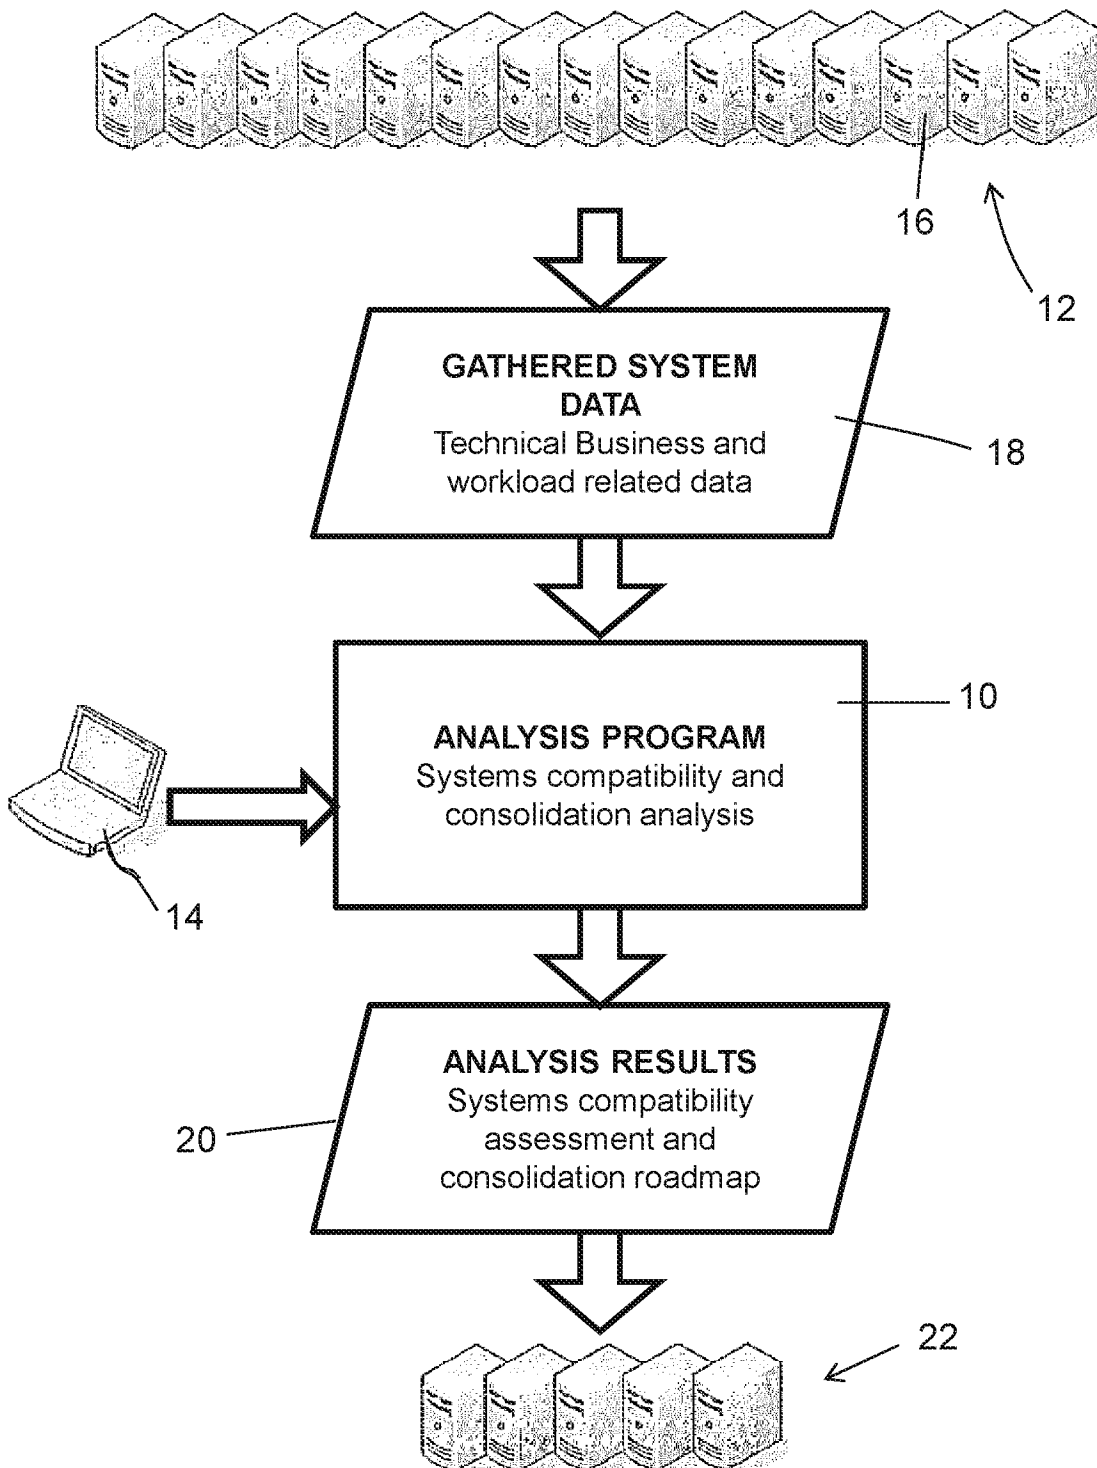 16
12
GATHERED SYSTEM
DATA
Technical Business and
workload related data
18
10
ANALYSIS PROGRAM
Systems compatibility and
consolidation analysis
14
ANALYSIS RESULTS
Systems compatibility
assessment and
consolidation roadmap
20
22